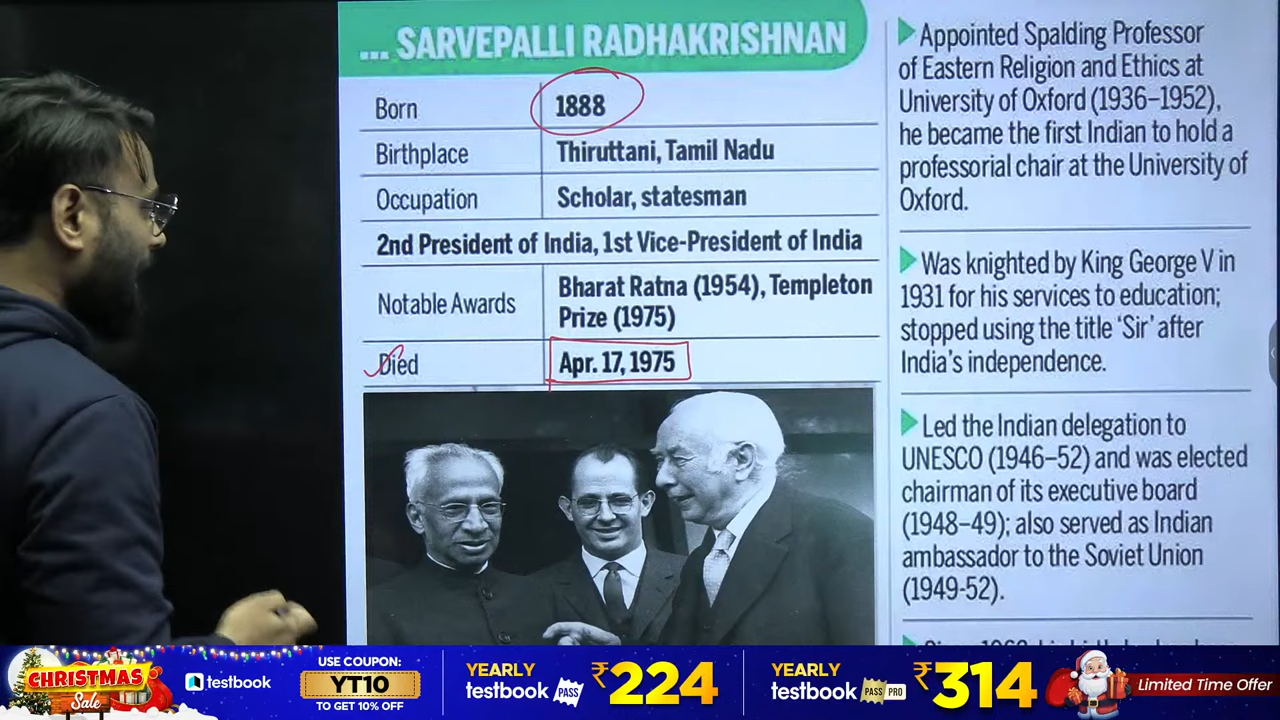 ... SARVEPALLI RADHAKRISHNAN
Born 1888
Birthplace Thiruttani, Tamil Nadu
Occupation Scholar, statesman
2nd President of India, 1st Vice-President of India
Notable Awards Bharat Ratna (1954), Templeton
Prize (1975)
Died Apr. 17, 1975
Appointed Spalding Professor
of Eastern Religion and Ethics at
University of Oxford (1936–1952),
he became the first Indian to hold a
professorial chair at the University of
Oxford.
Was knighted by King George V in
1931 for his services to education;
stopped using the title ‘Sir’ after
India’s independence.
Led the Indian delegation to
UNESCO (1946–52) and was elected
chairman of its executive board
(1948–49); also served as Indian
ambassador to the Soviet Union
(1949-52).
CHRISTMAS
Sale
testbook
USE COUPON:
YT10
TO GET 10% OFF
YEARLY
testbook PASS
₹224
YEARLY
testbook PASS PRO
₹314
Limited Time Offer